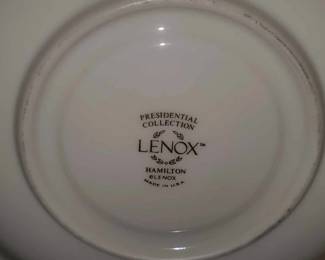 PRESIDENTIAL
COLLECTION
LENOX™
HAMILTON
©LENOX
MADE IN U.S.A.